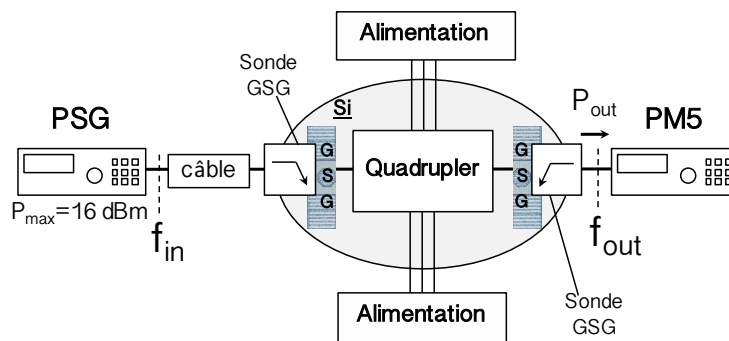 Alimentation
Sonde
GSG
Si
PSG
P_out
PM5
G
S
G
câble
Quadrupler
G
S
G
P_max=16 dBm
f_in
f_out
Alimentation
Sonde
GSG